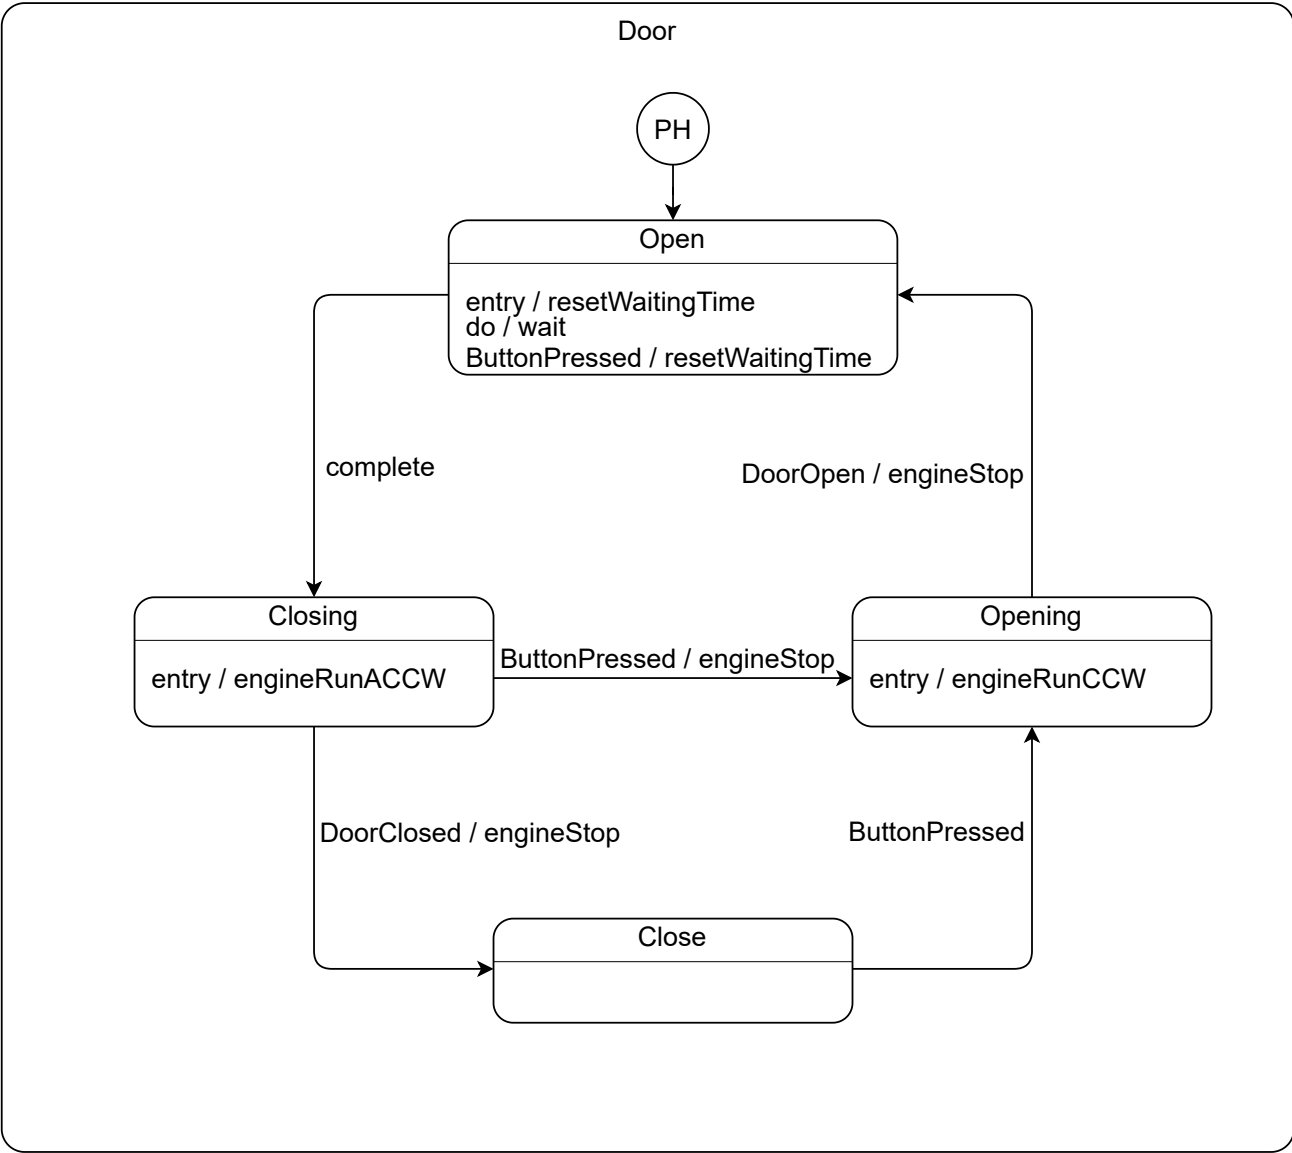 Door
PH
Open
entry / resetWaitingTime
do / wait
ButtonPressed / resetWaitingTime
complete
DoorOpen / engineStop
Closing
entry / engineRunACCW
ButtonPressed / engineStop
Opening
entry / engineRunCCW
DoorClosed / engineStop
ButtonPressed
Close